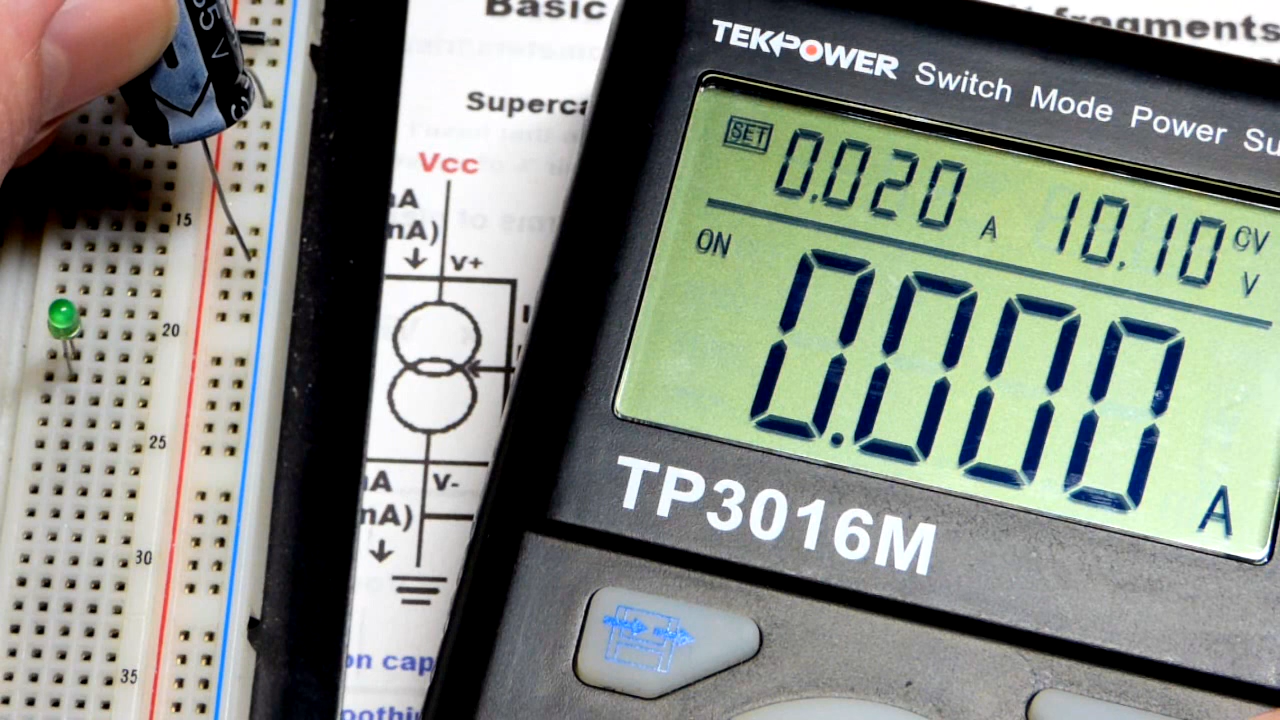 35 V
15
20
25
30
35
Basic
fragments
Superca
Vcc
mA)
V+
V-
mA)
on cap
TEKPOWER Switch Mode Power Su
SET 0.020 A 10.10 CV V
ON
0.000 A
TP3016M